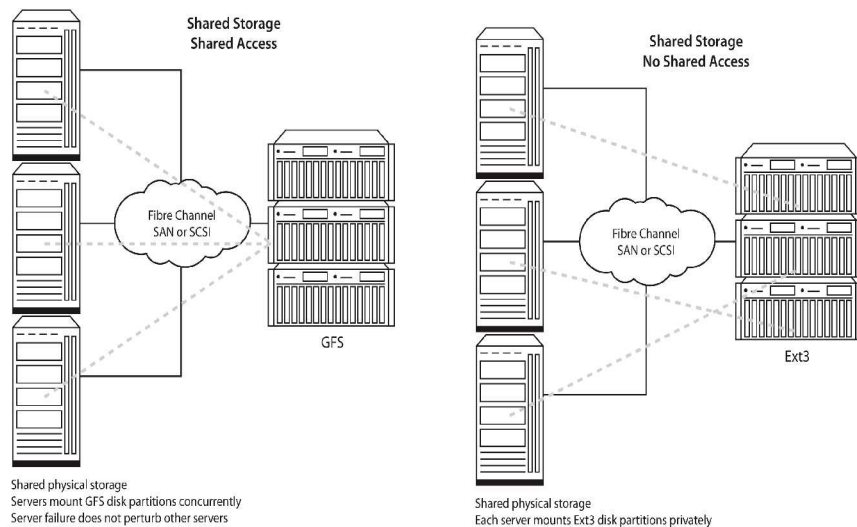 Shared Storage
Shared Access
Fibre Channel
SAN or SCSI
GFS
Shared physical storage
Servers mount GFS disk partitions concurrently
Server failure does not perturb other servers
Shared Storage
No Shared Access
Fibre Channel
SAN or SCSI
Ext3
Shared physical storage
Each server mounts Ext3 disk partitions privately